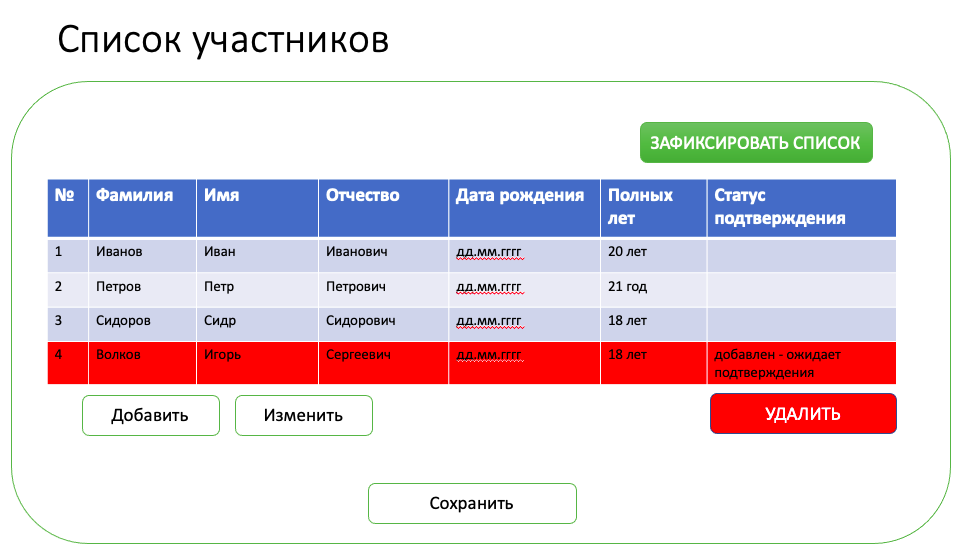 Список участников
ЗАФИКСИРОВАТЬ СПИСОК
№ Фамилия Имя Отчество Дата рождения Полных лет Статус подтверждения
1 Иванов Иван Иванович дд.мм.гггг 20 лет
2 Петров Петр Петрович дд.мм.гггг 21 год
3 Сидоров Сидр Сидорович дд.мм.гггг 18 лет
4 Волков Игорь Сергеевич дд.мм.гггг 18 лет добавлен - ожидает подтверждения
Добавить Изменить УДАЛИТЬ
Сохранить